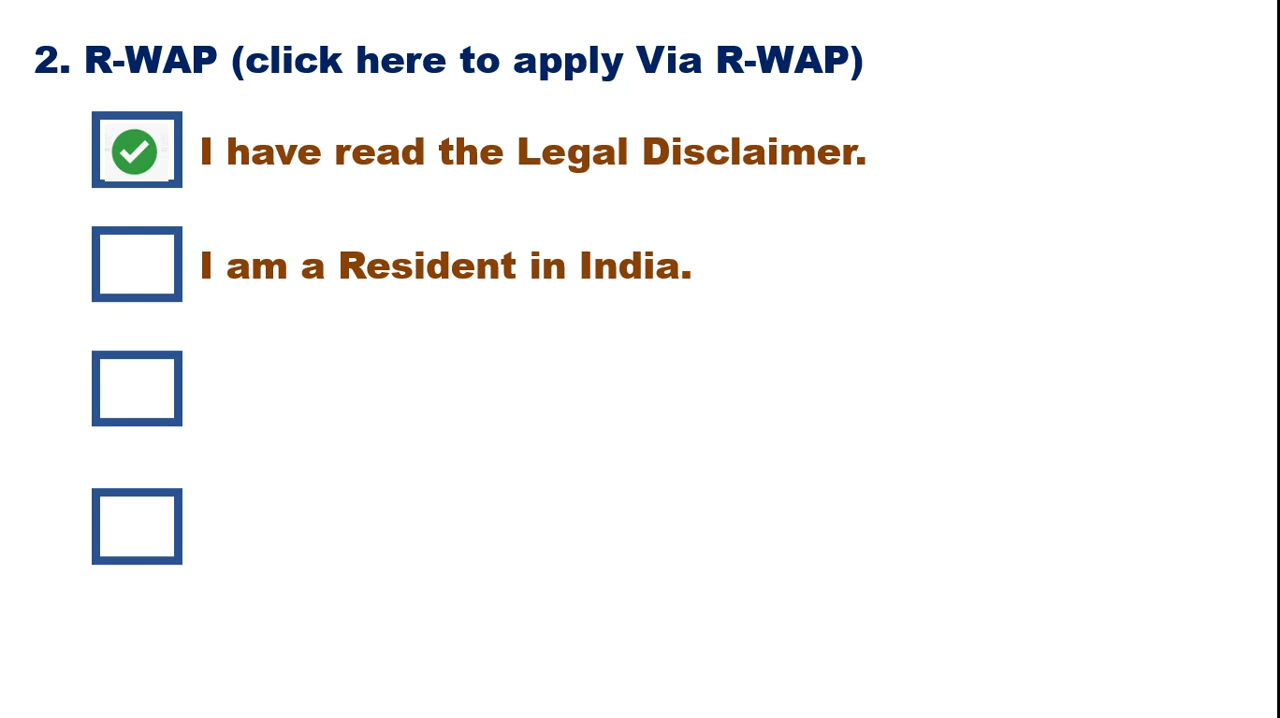 2. R-WAP (click here to apply Via R-WAP)
I have read the Legal Disclaimer.
I am a Resident in India.